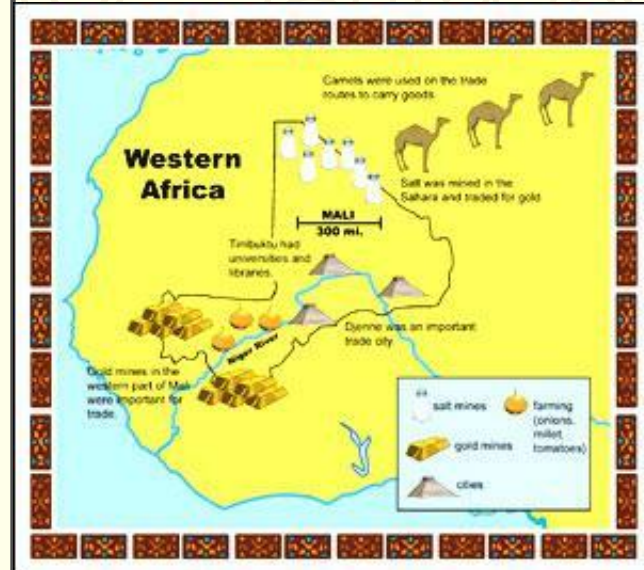 Camels were used on the trade
routes to carry goods.
Western
Africa
Salt was mined in the
Sahara and traded for gold
MALI
300 mi.
Timbuktu had
universities and
libraries.
Djenne was an important
trade city
Niger River
Gold mines in the
western part of Mali
were important for
trade.
salt mines
farming
(onions,
millet,
tomatoes)
gold mines
cities